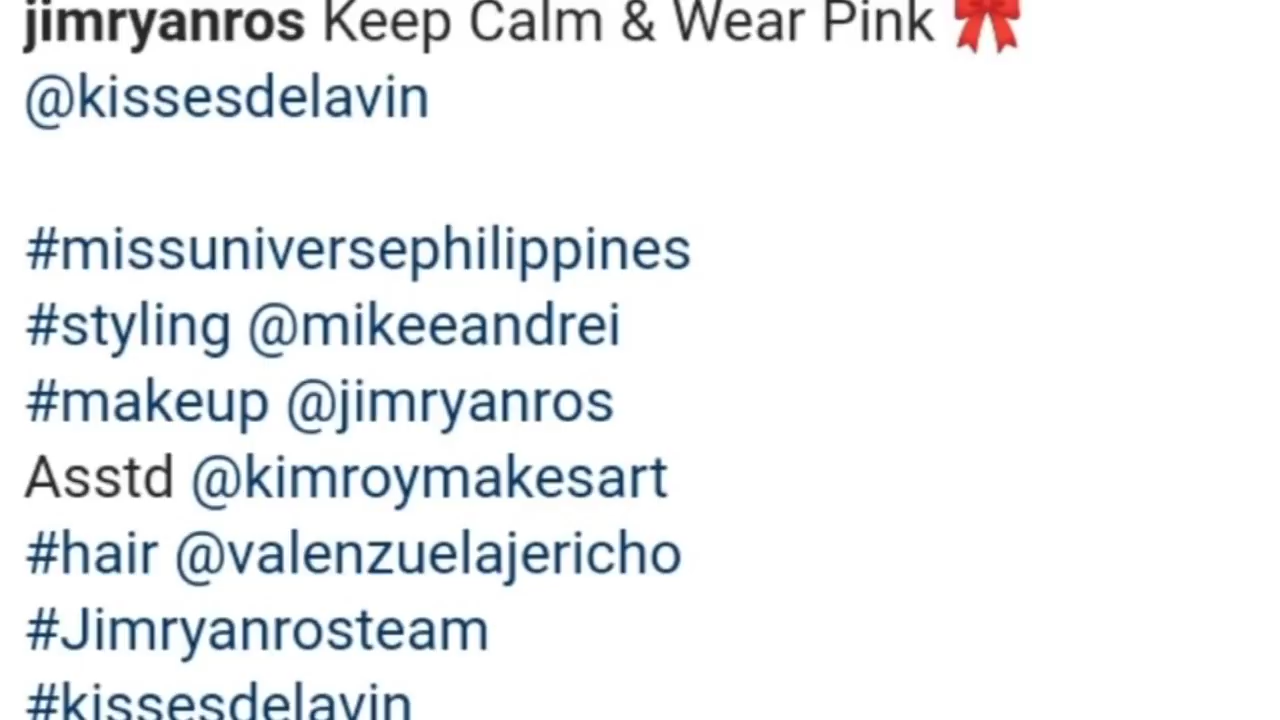 jimryanros Keep Calm & Wear Pink 🎀
@kissesdelavin
#missuniversephilippines
#styling @mikeeandrei
#makeup @jimryanros
Asstd @kimroymakesart
#hair @valenzuelajericho
#Jimryanrosteam
#kissesdelavin